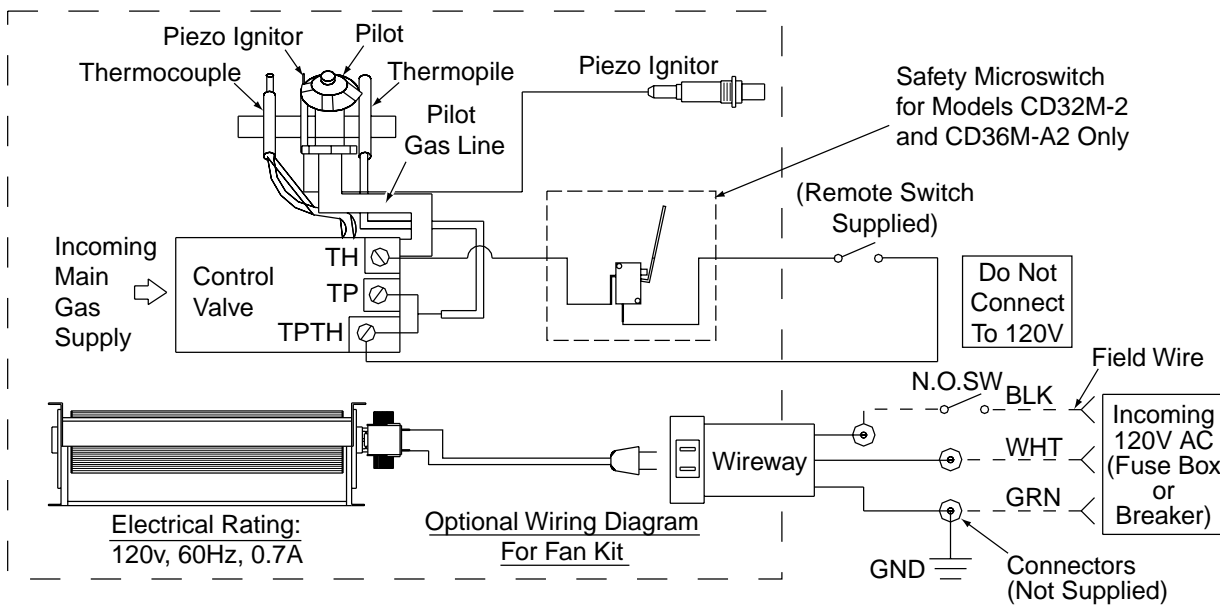 Piezo Ignitor
Pilot
Thermocouple
Thermopile
Pilot
Gas Line
Piezo Ignitor
Safety Microswitch
for Models CD32M-2
and CD36M-A2 Only
(Remote Switch
Supplied)
Incoming
Main
Gas
Supply
Control
Valve
TH
TP
TPTH
Do Not
Connect
To 120V
Field Wire
N.O.SW
BLK
WHT
GRN
Incoming
120V AC
(Fuse Box
or
Breaker)
Wireway
Electrical Rating:
120v, 60Hz, 0.7A
Optional Wiring Diagram
For Fan Kit
GND
Connectors
(Not Supplied)